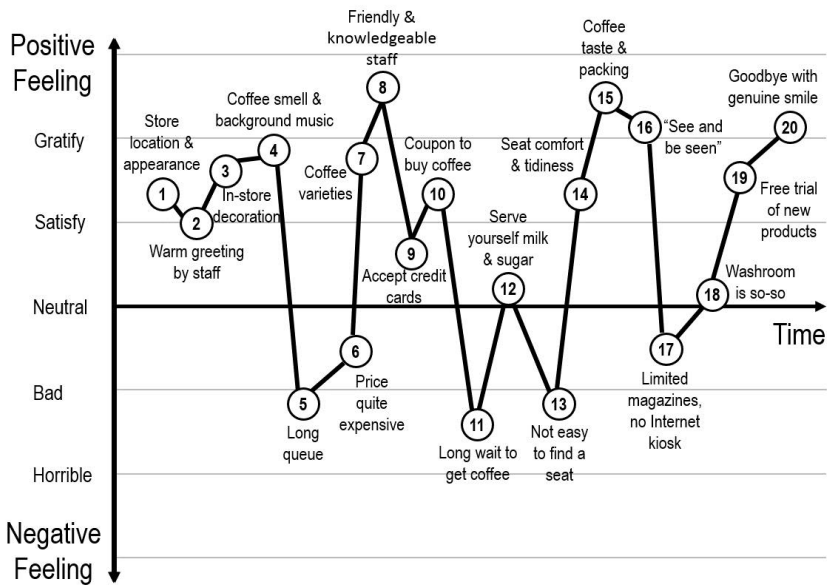 Positive
Feeling
Gratify
Satisfy
Neutral
Bad
Horrible
Negative
Feeling
Time
1
Store
location &
appearance
2
Warm greeting
by staff
3
In-store
decoration
4
Coffee smell &
background music
5
Long
queue
6
Price
quite
expensive
7
Coffee
varieties
8
Friendly &
knowledgeable
staff
9
Accept credit
cards
10
Coupon to
buy coffee
11
Long wait to
get coffee
12
Serve
yourself milk
& sugar
13
Not easy
to find a
seat
14
Seat comfort
& tidiness
15
Coffee
taste &
packing
16
“See and
be seen”
17
Limited
magazines,
no Internet
kiosk
18
Washroom
is so-so
19
Free trial
of new
products
20
Goodbye with
genuine smile